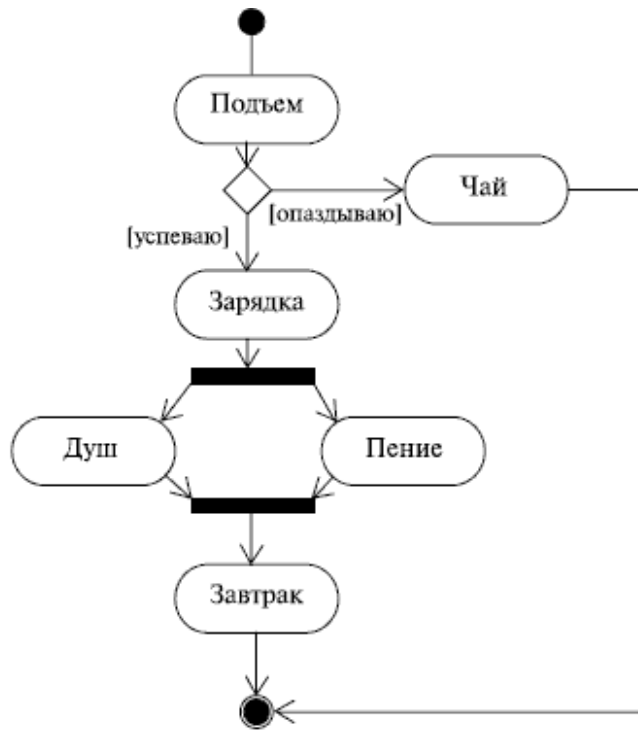 Подъем
Чай
[опаздываю]
[успеваю]
Зарядка
Душ
Пение
Завтрак